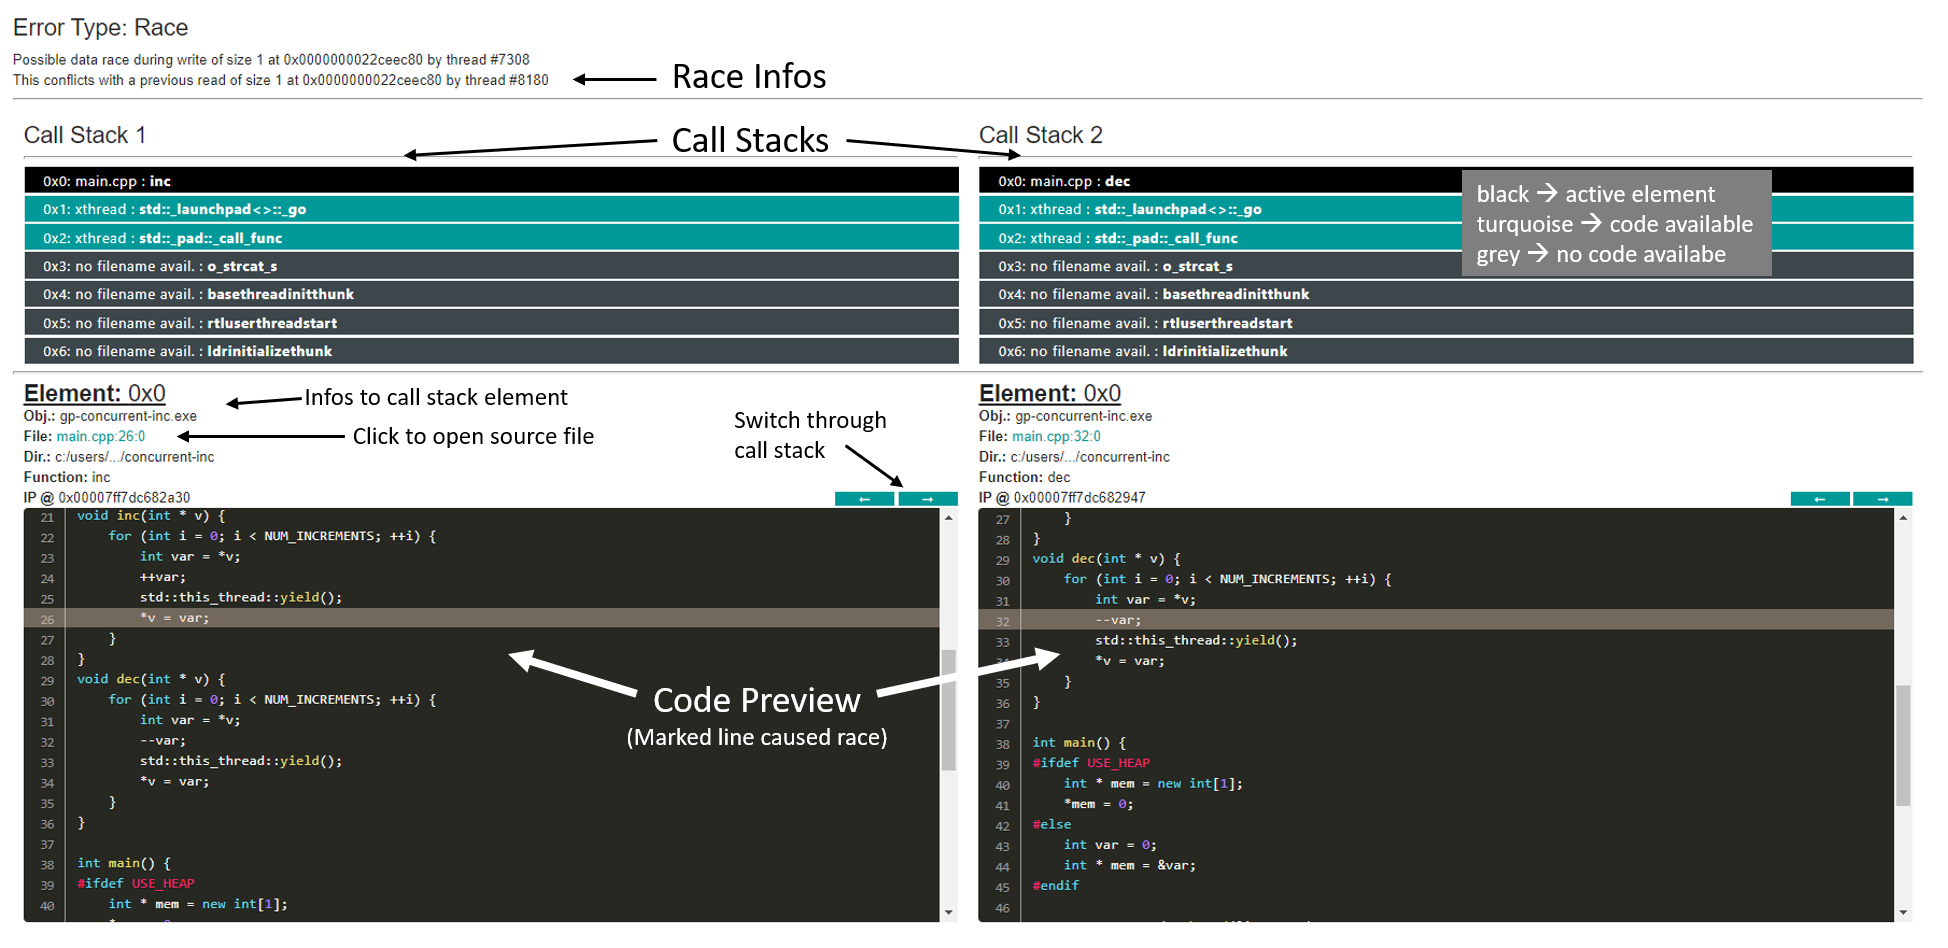 Error Type: Race
Possible data race during write of size 1 at 0x0000000022ceec80 by thread #7308
This conflicts with a previous read of size 1 at 0x0000000022ceec80 by thread #8180
Race Infos
Call Stack 1
Call Stacks
Call Stack 2
0x0: main.cpp : inc
0x1: xthread : std::_launchpad<>::_go
0x2: xthread : std::_pad::_call_func
0x3: no filename avail. : o_strcat_s
0x4: no filename avail. : basethreadinitthunk
0x5: no filename avail. : rtluserthreadstart
0x6: no filename avail. : ldrinitializethunk
0x0: main.cpp : dec
0x1: xthread : std::_launchpad<>::_go
0x2: xthread : std::_pad::_call_func
0x3: no filename avail. : o_strcat_s
0x4: no filename avail. : basethreadinitthunk
0x5: no filename avail. : rtluserthreadstart
0x6: no filename avail. : ldrinitializethunk
black → active element
turquoise → code available
grey → no code availabe
Element: 0x0
Obj.: gp-concurrent-inc.exe
File: main.cpp:26:0
Dir.: c:/users/.../concurrent-inc
Function: inc
IP @ 0x00007ff7dc682a30
Infos to call stack element
Click to open source file
Switch through
call stack
← →
21 void inc(int * v) {
22 for (int i = 0; i < NUM_INCREMENTS; ++i) {
23 int var = *v;
24 ++var;
25 std::this_thread::yield();
26 *v = var;
27 }
28 }
29 void dec(int * v) {
30 for (int i = 0; i < NUM_INCREMENTS; ++i) {
31 int var = *v;
32 --var;
33 std::this_thread::yield();
34 *v = var;
35 }
36 }
37
38 int main() {
39 #ifdef USE_HEAP
40 int * mem = new int[1];
Code Preview
(Marked line caused race)
Element: 0x0
Obj.: gp-concurrent-inc.exe
File: main.cpp:32:0
Dir.: c:/users/.../concurrent-inc
Function: dec
IP @ 0x00007ff7dc682947
← →
27 }
28 }
29 void dec(int * v) {
30 for (int i = 0; i < NUM_INCREMENTS; ++i) {
31 int var = *v;
32 --var;
33 std::this_thread::yield();
34 *v = var;
35 }
36 }
37
38 int main() {
39 #ifdef USE_HEAP
40 int * mem = new int[1];
41 *mem = 0;
42 #else
43 int var = 0;
44 int * mem = &var;
45 #endif
46